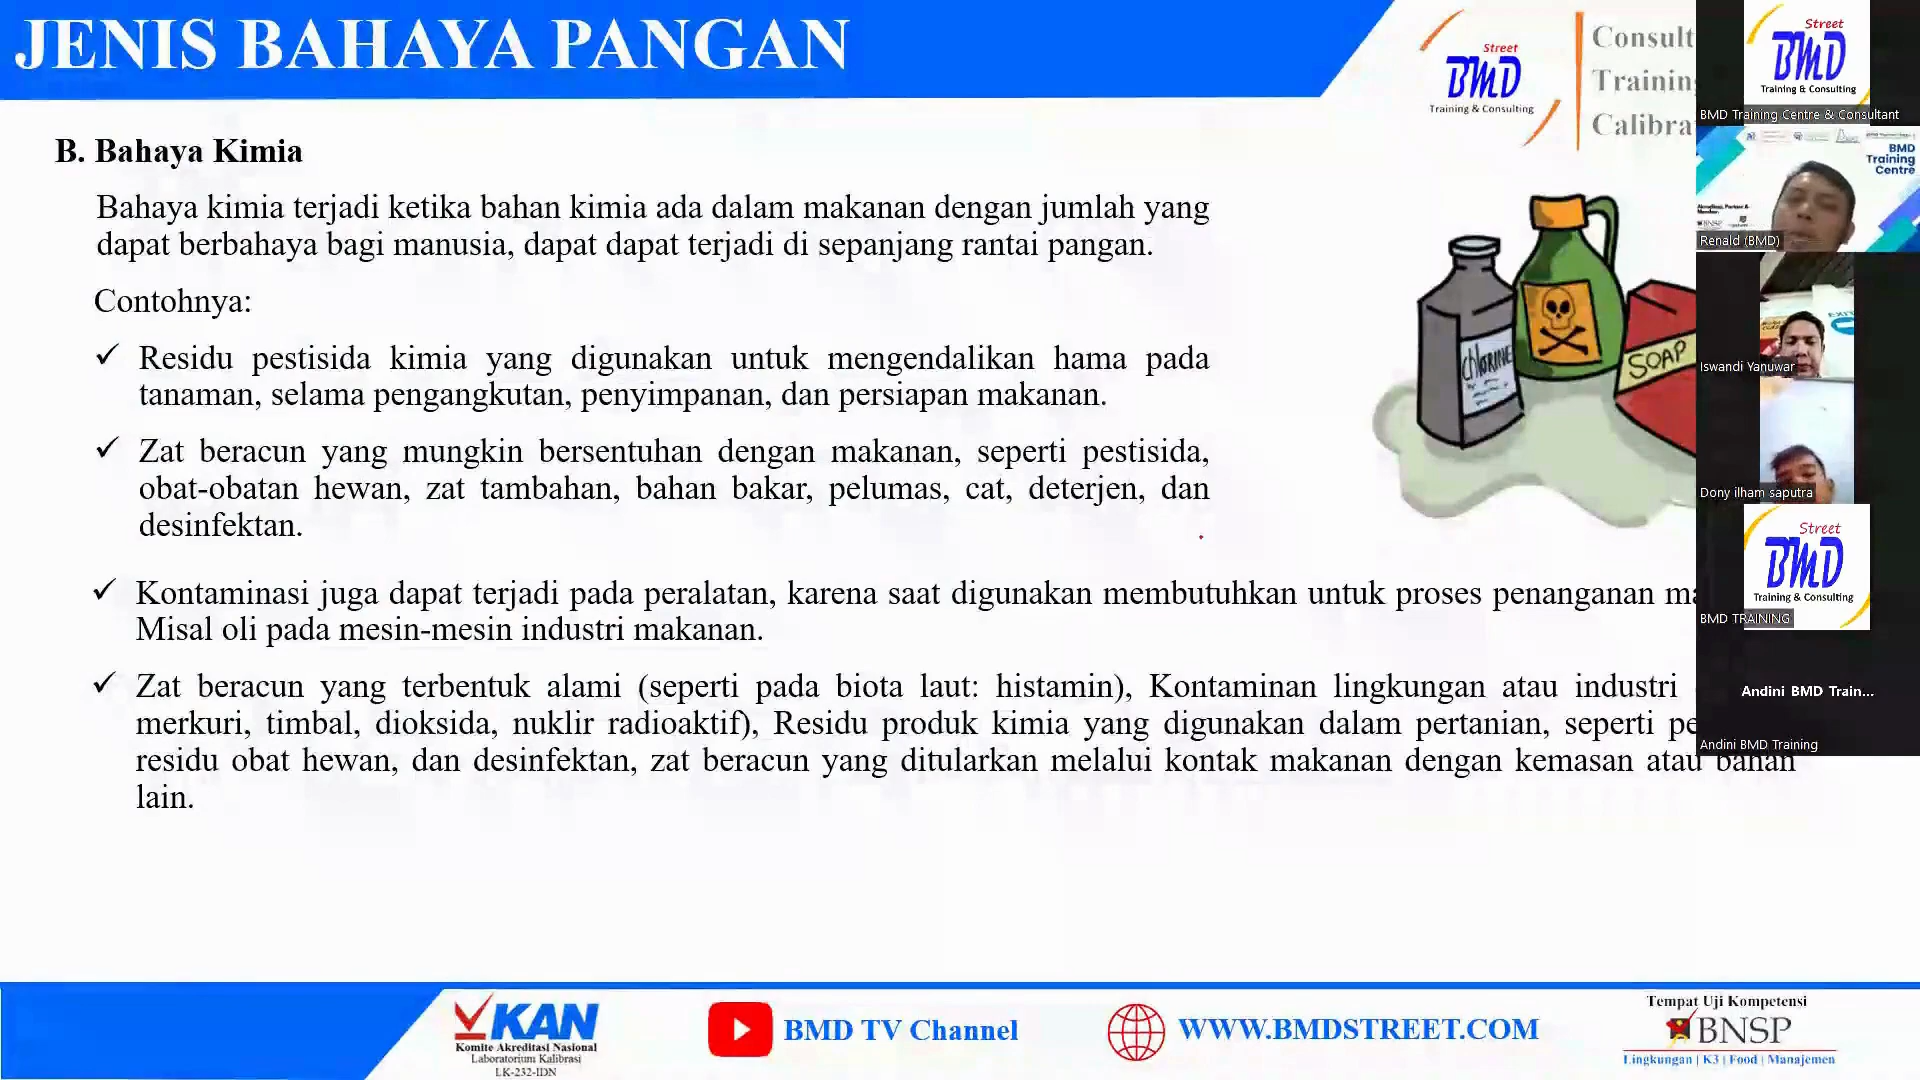 JENIS BAHAYA PANGAN
Street
BMD
Training & Consulting
Training
B. Bahaya Kimia
Bahaya kimia terjadi ketika bahan kimia ada dalam makanan dengan jumlah yang
dapat berbahaya bagi manusia, dapat dapat terjadi di sepanjang rantai pangan.
Contohnya:
Residu pestisida kimia yang digunakan untuk mengendalikan hama pada
tanaman, selama pengangkutan, penyimpanan, dan persiapan makanan.
Zat beracun yang mungkin bersentuhan dengan makanan, seperti pestisida,
obat-obatan hewan, zat tambahan, bahan bakar, pelumas, cat, deterjen, dan
desinfektan.
Kontaminasi juga dapat terjadi pada peralatan, karena saat digunakan membutuhkan untuk proses penanganan
Misal oli pada mesin-mesin industri makanan.
Zat beracun yang terbentuk alami (seperti pada biota laut: histamin), Kontaminan lingkungan atau industri
merkuri, timbal, dioksida, nuklir radioaktif), Residu produk kimia yang digunakan dalam pertanian, seperti
residu obat hewan, dan desinfektan, zat beracun yang ditularkan melalui kontak makanan dengan kemasan atau bahan
lain.
chlorine
SOAP
Street
BMD
Training & Consulting
BMD Training Centre & Consultant
BMD
Training
Centre
Renald (BMD)
EXIT
Iswandi Yanuwar
Dony ilham saputra
Street
BMD
Training & Consulting
BMD TRAINING
Andini BMD Train...
Andini BMD Training
KAN
Komite Akreditasi Nasional
Laboratorium Kalibrasi
LK-232-IDN
BMD TV Channel
WWW.BMDSTREET.COM
Tempat Uji Kompetensi
BNSP
Lingkungan | K3 | Food | Manajemen